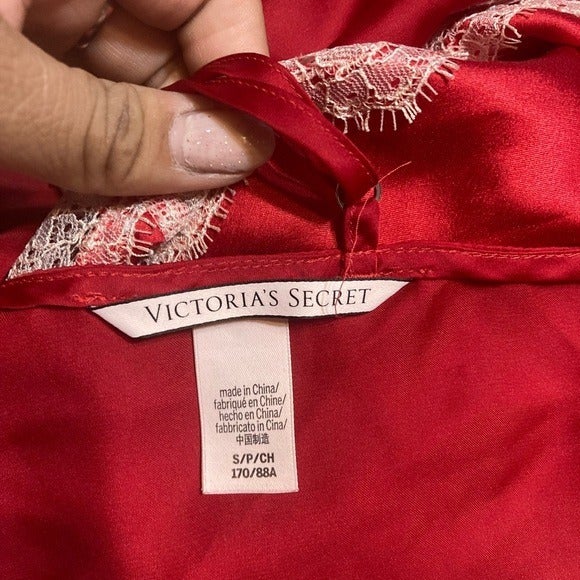 VICTORIA'S SECRET
made in China/
fabriqué en Chine/
hecho en China/
fabbricato in Cina/
中国制造
S/P/CH
170/88A